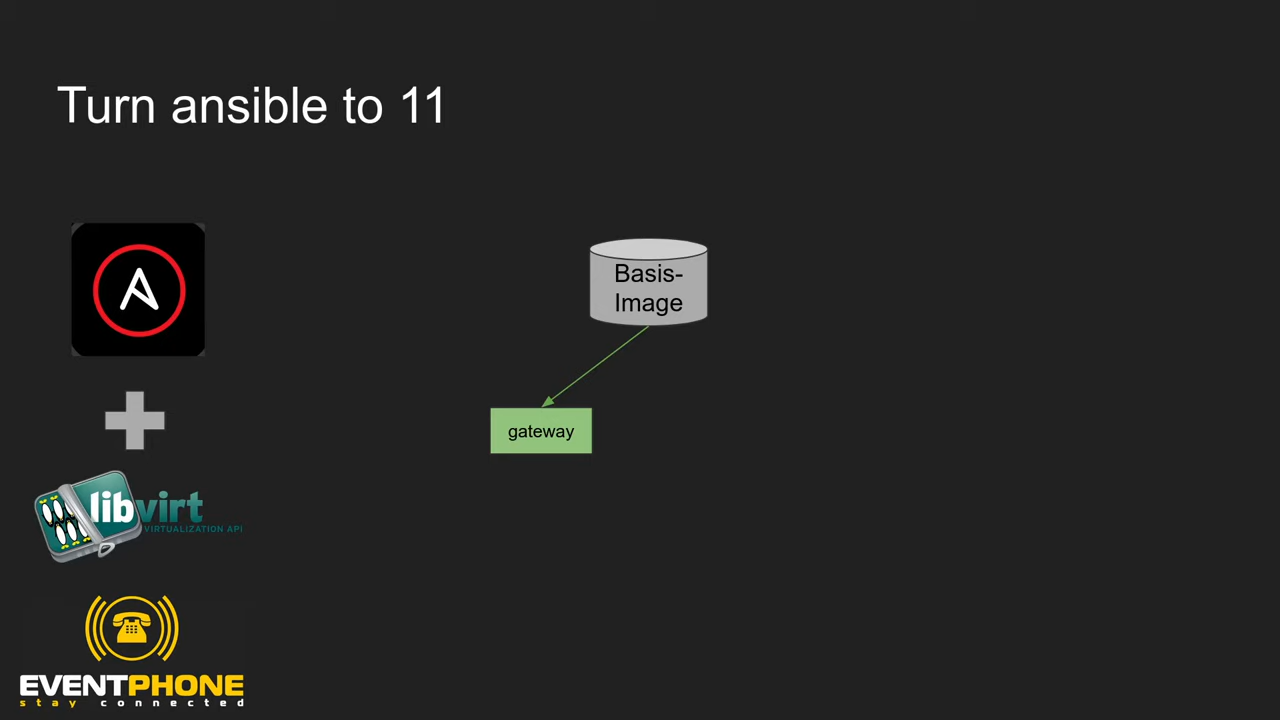 Turn ansible to 11
Basis-
Image
gateway
libvirt
VIRTUALIZATION API
EVENTPHONE
stay connected